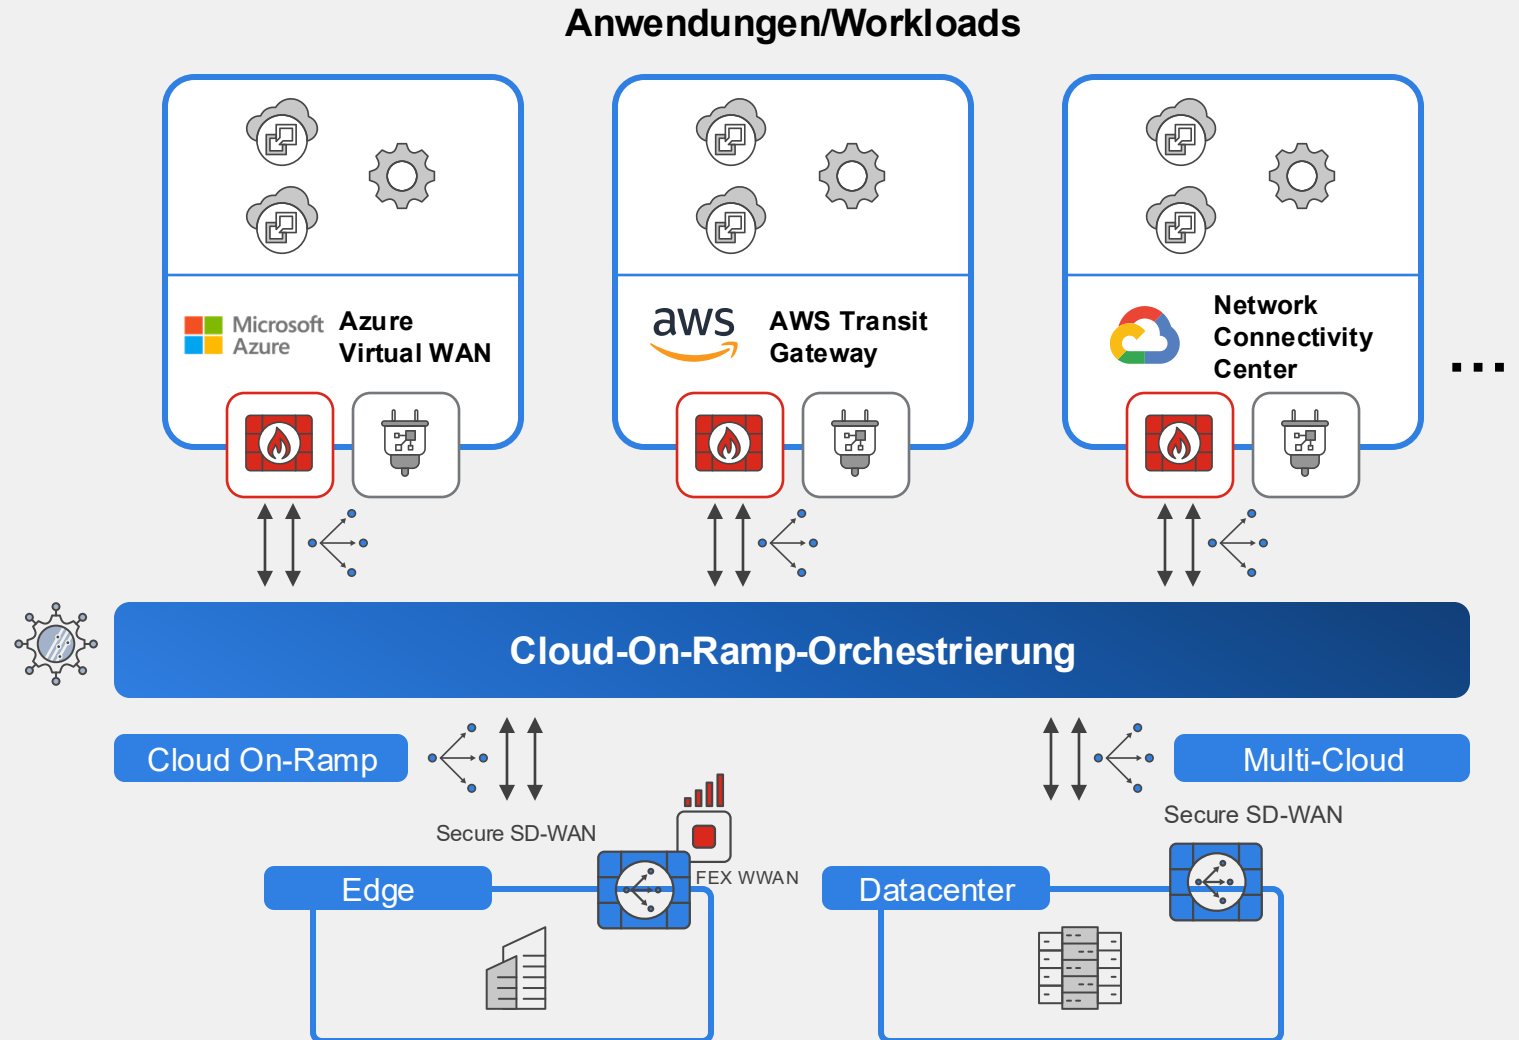 Anwendungen/Workloads
Microsoft
Azure
Azure
Virtual WAN
aws
AWS Transit
Gateway
Network
Connectivity
Center
...
Cloud-On-Ramp-Orchestrierung
Cloud On-Ramp
Multi-Cloud
Secure SD-WAN
Secure SD-WAN
FEX WWAN
Edge
Datacenter